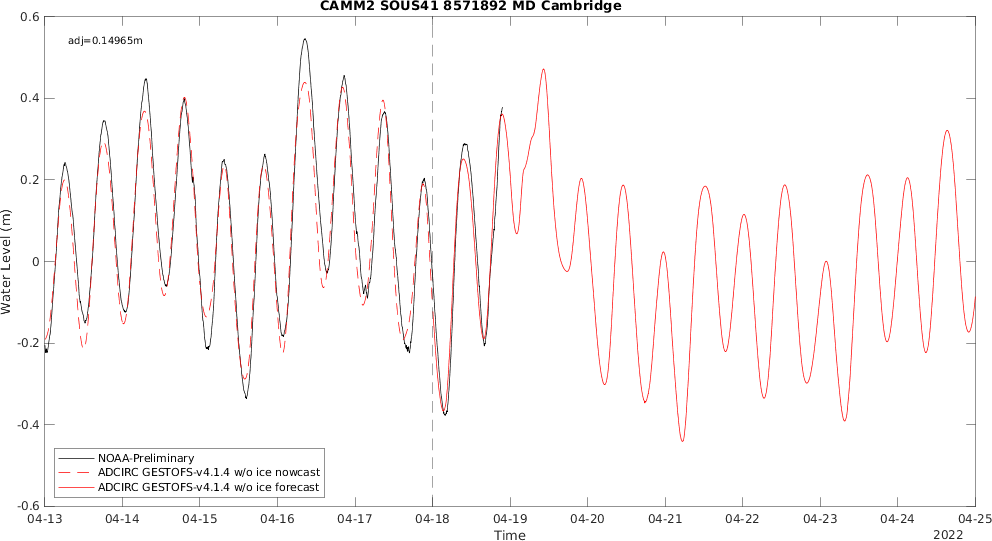 CAMM2 SOUS41 8571892 MD Cambridge
adj=0.14965m
0.6
0.4
0.2
0
-0.2
-0.4
-0.6
Water Level (m)
NOAA-Preliminary
ADCIRC GESTOFS-v4.1.4 w/o ice nowcast
ADCIRC GESTOFS-v4.1.4 w/o ice forecast
04-13 04-14 04-15 04-16 04-17 04-18 04-19 04-20 04-21 04-22 04-23 04-24 04-25
Time
2022